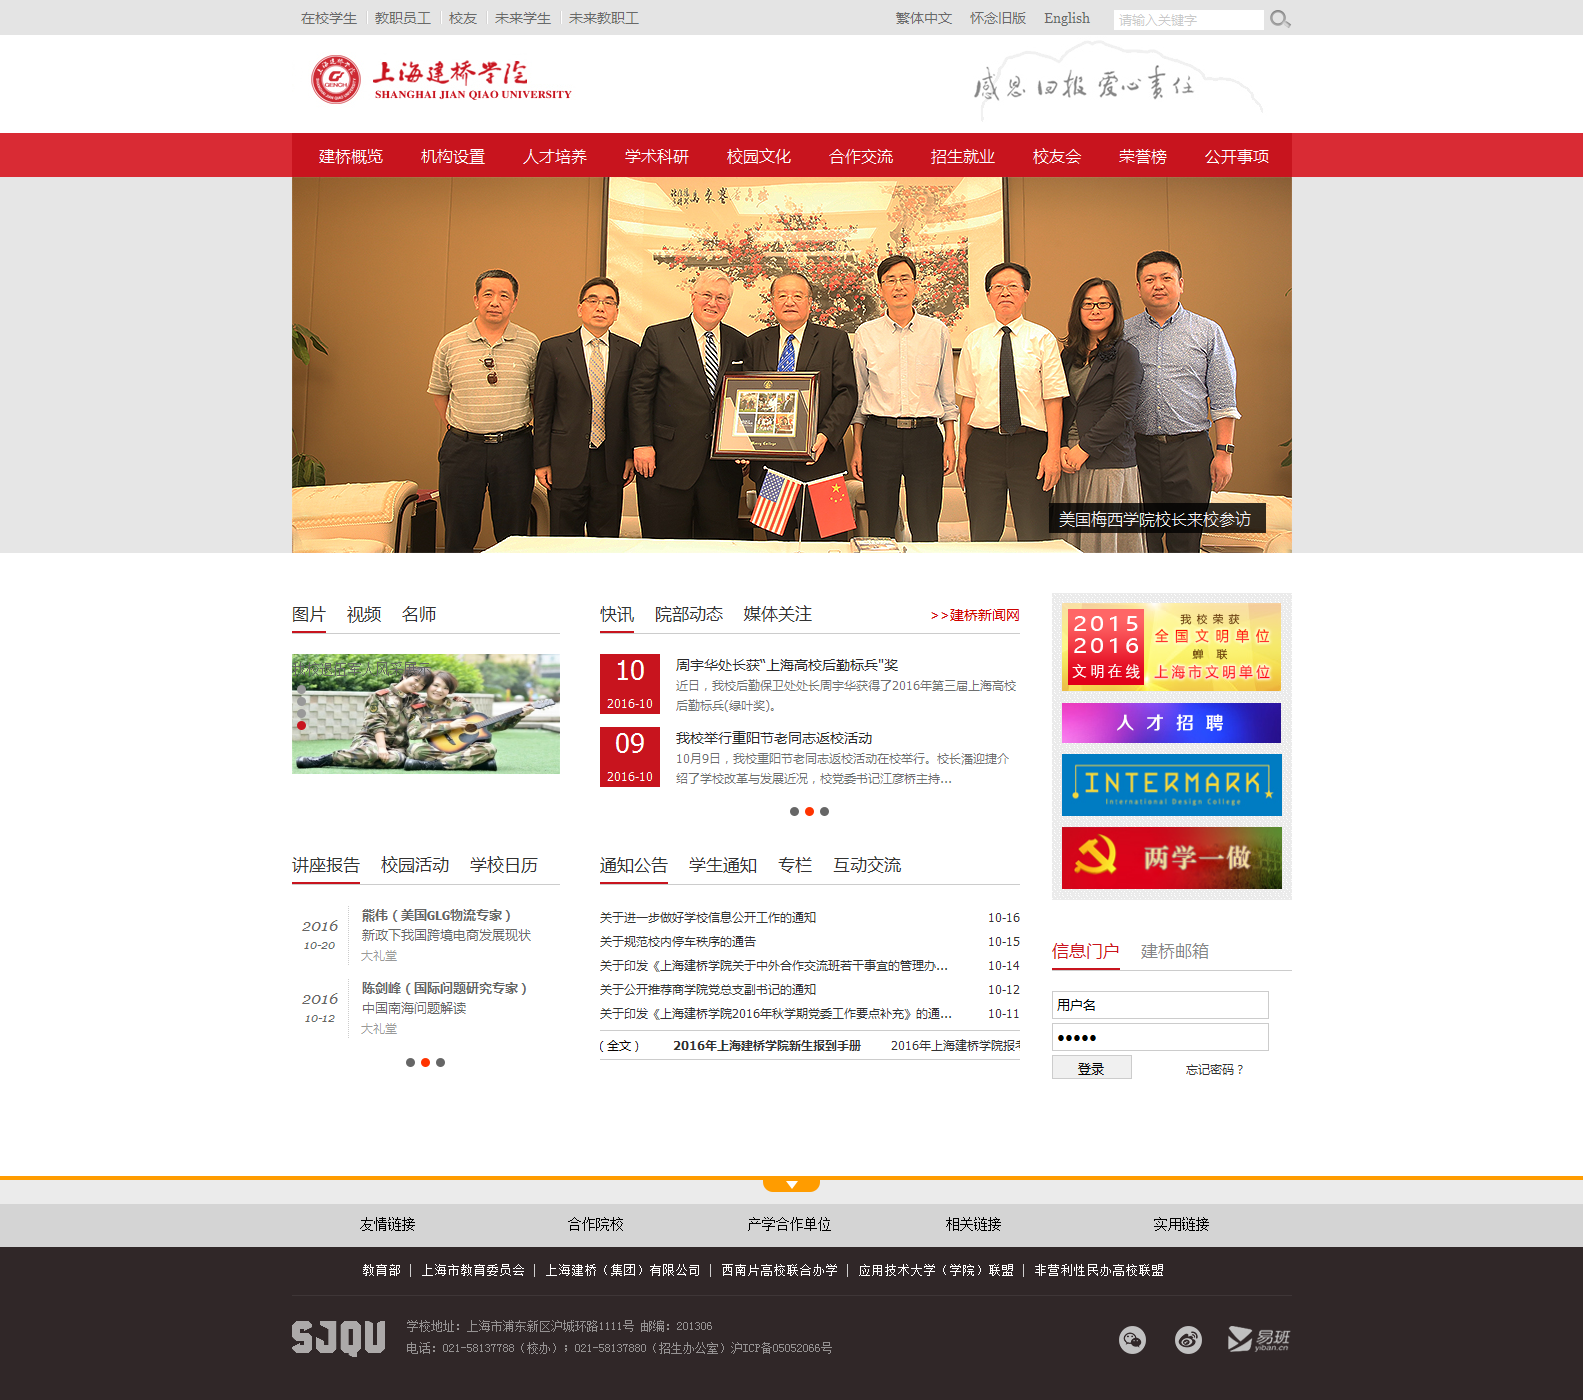 在校学生 教职员工 校友 未来学生 未来教职工 繁体中文 怀念旧版 English 请输入关键字
上海建桥学院
SHANGHAI JIAN QIAO UNIVERSITY
感恩 回报 爱心 责任
建桥概览 机构设置 人才培养 学术科研 校园文化 合作交流 招生就业 校友会 荣誉榜 公开事项
美国梅西学院校长来校参访
图片 视频 名师
快讯 院部动态 媒体关注 >>建桥新闻网
10
2016-10
周宇华处长获“上海高校后勤标兵"奖
近日，我校后勤保卫处处长周宇华获得了2016年第三届上海高校
后勤标兵(绿叶奖)。
09
2016-10
我校举行重阳节老同志返校活动
10月9日，我校重阳节老同志返校活动在校举行。校长潘迎捷介
绍了学校改革与发展近况，校党委书记江彦桥主持...
2015
2016
文明在线
我校荣获
全国文明单位
蝉联
上海市文明单位
人才招聘
INTERMARK
International Design College
两学一做
讲座报告 校园活动 学校日历
2016
10-20
熊伟（美国GLG物流专家）
新政下我国跨境电商发展现状
大礼堂
2016
10-12
陈剑峰（国际问题研究专家）
中国南海问题解读
大礼堂
通知公告 学生通知 专栏 互动交流
关于进一步做好学校信息公开工作的通知 10-16
关于规范校内停车秩序的通告 10-15
关于印发《上海建桥学院关于中外合作交流班若干事宜的管理办... 10-14
关于公开推荐商学院党总支副书记的通知 10-12
关于印发《上海建桥学院2016年秋学期党委工作要点补充》的通... 10-11
（全文） 2016年上海建桥学院新生报到手册 2016年上海建桥学院报考
信息门户 建桥邮箱
用户名
●●●●●
登录 忘记密码？
友情链接 合作院校 产学合作单位 相关链接 实用链接
教育部 | 上海市教育委员会 | 上海建桥（集团）有限公司 | 西南片高校联合办学 | 应用技术大学（学院）联盟 | 非营利性民办高校联盟
SJQU
学校地址：上海市浦东新区沪城环路1111号 邮编：201306
电话：021-58137788（校办）；021-58137880（招生办公室）沪ICP备05052066号
易班
yiban.cn